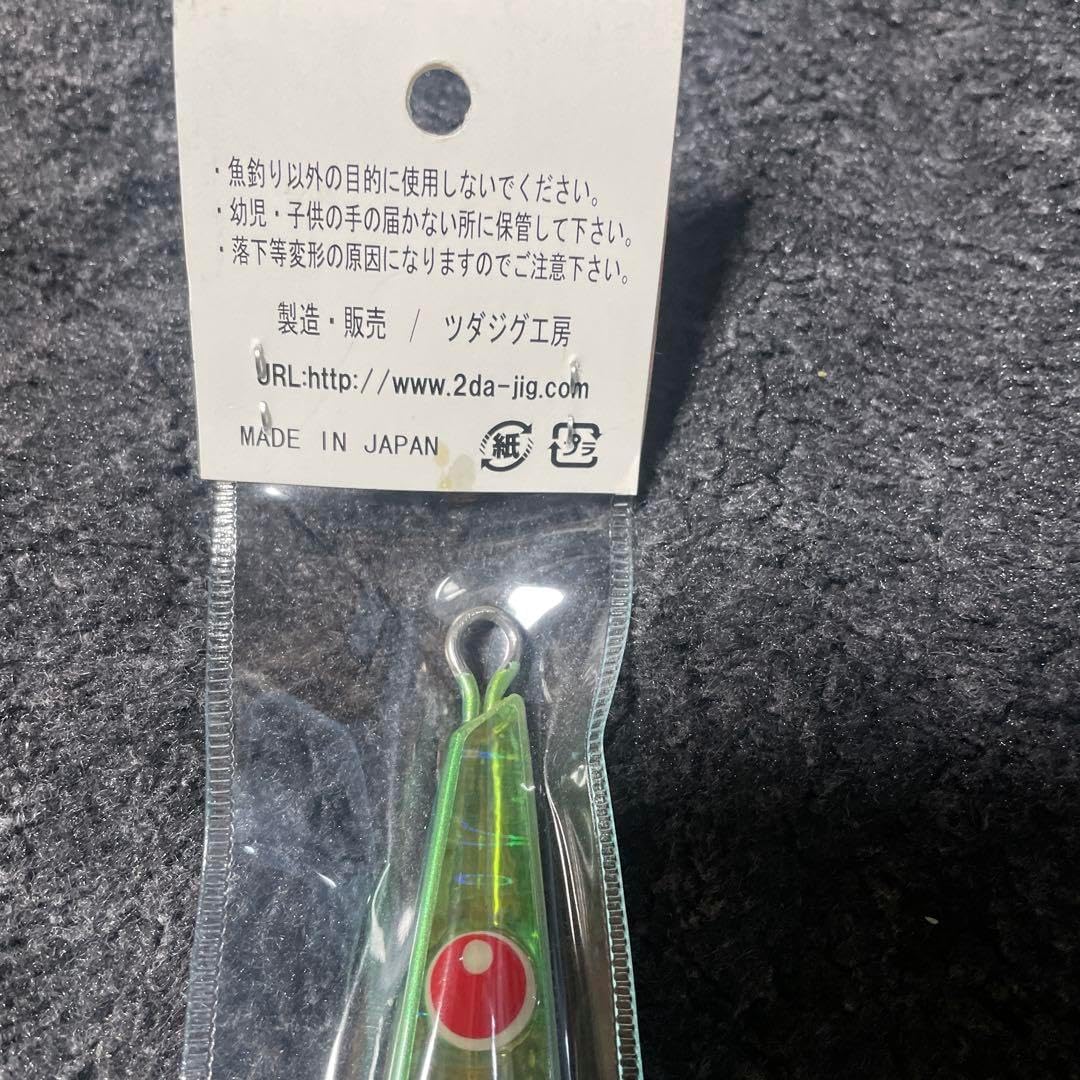 ・魚釣り以外の目的に使用しないでください。
・幼児・子供の手の届かない所に保管して下さい。
・落下等変形の原因になりますのでご注意下さい。
製造・販売 / ツダジグ工房
URL:http://www.2da-jig.com
MADE IN JAPAN 紙 プラ